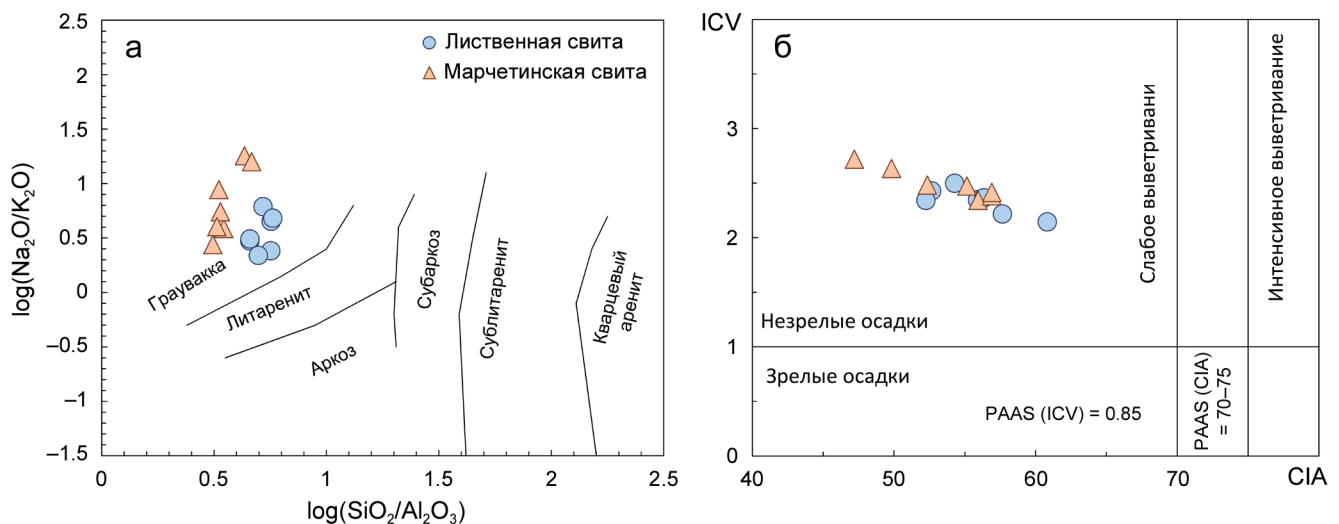 а
Лиственная свита
Марчетинская свита
2.5
2
1.5
1
0.5
0
–0.5
–1
–1.5
log(Na₂O/K₂O)
Граувакка
Литаренит
Аркоз
Субаркоз
Сублитаренит
Кварцевый
аренит
0
0.5
1
1.5
2
2.5
log(SiO₂/Al₂O₃)
ICV
б
3
2
1
0
Слабое выветривани
Интенсивное выветривание
Незрелые осадки
Зрелые осадки
PAAS (ICV) = 0.85
PAAS (CIA)
= 70–75
40
50
60
70
CIA